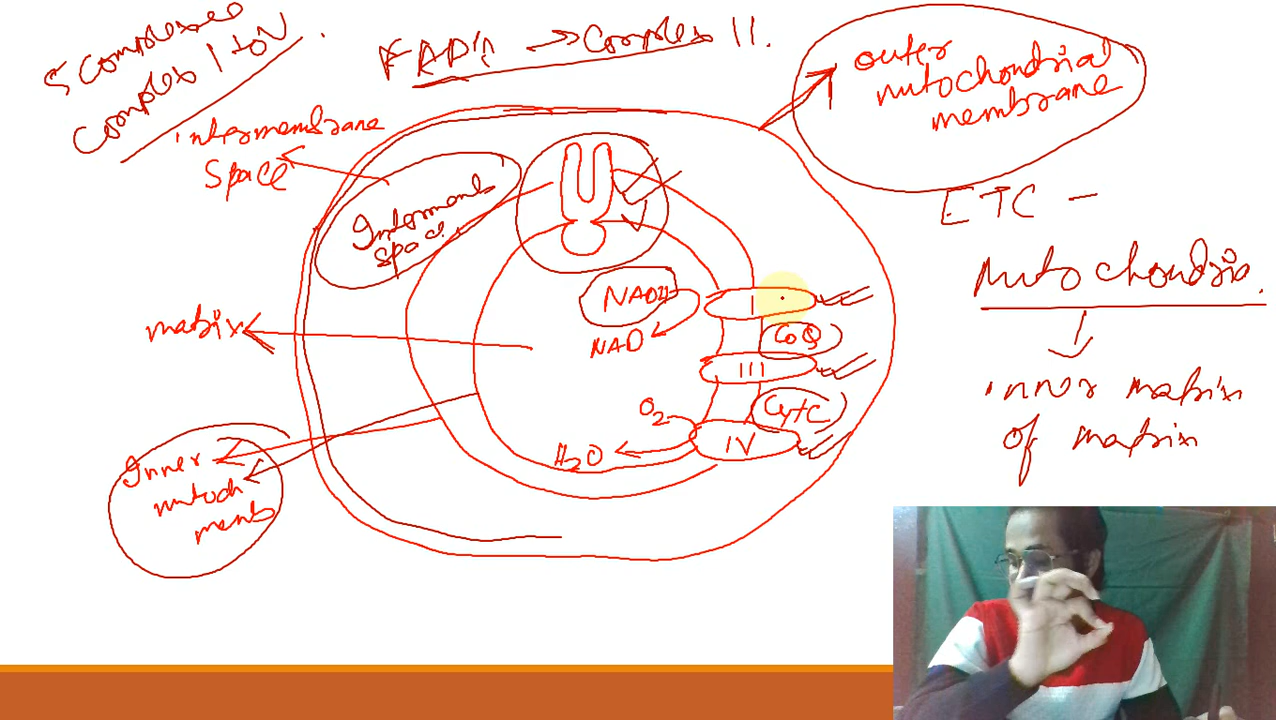 5 Complexes
Complex I to V
FADH → Complex II.
outer
mitochondrial
membrane
intermembrane
space
Intermemb
space
ETC -
Mitochondria.
inner matrix
of matrix
NADH
NAD
I
CoQ
III
CytC
IV
O2
H2O
matrix
Inner
mitoch
memb